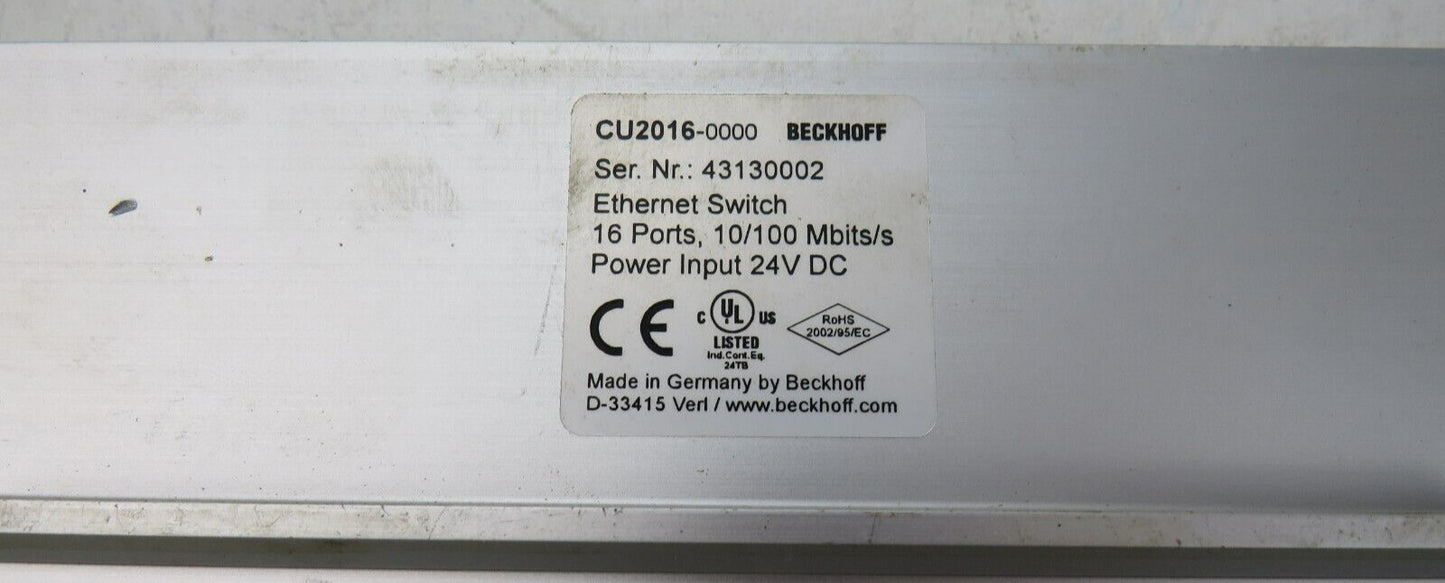 CU2016-0000 BECKHOFF
Ser. Nr.: 43130002
Ethernet Switch
16 Ports, 10/100 Mbits/s
Power Input 24V DC
CE
C UL US
LISTED
Ind.Cont.Eq.
24TB
RoHS
2002/95/EC
Made in Germany by Beckhoff
D-33415 Verl / www.beckhoff.com